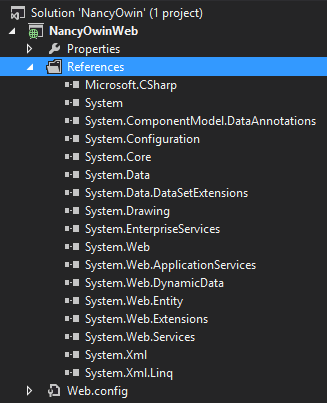 Solution 'NancyOwin' (1 project)
NancyOwinWeb
Properties
References
Microsoft.CSharp
System
System.ComponentModel.DataAnnotations
System.Configuration
System.Core
System.Data
System.Data.DataSetExtensions
System.Drawing
System.EnterpriseServices
System.Web
System.Web.ApplicationServices
System.Web.DynamicData
System.Web.Entity
System.Web.Extensions
System.Web.Services
System.Xml
System.Xml.Linq
Web.config